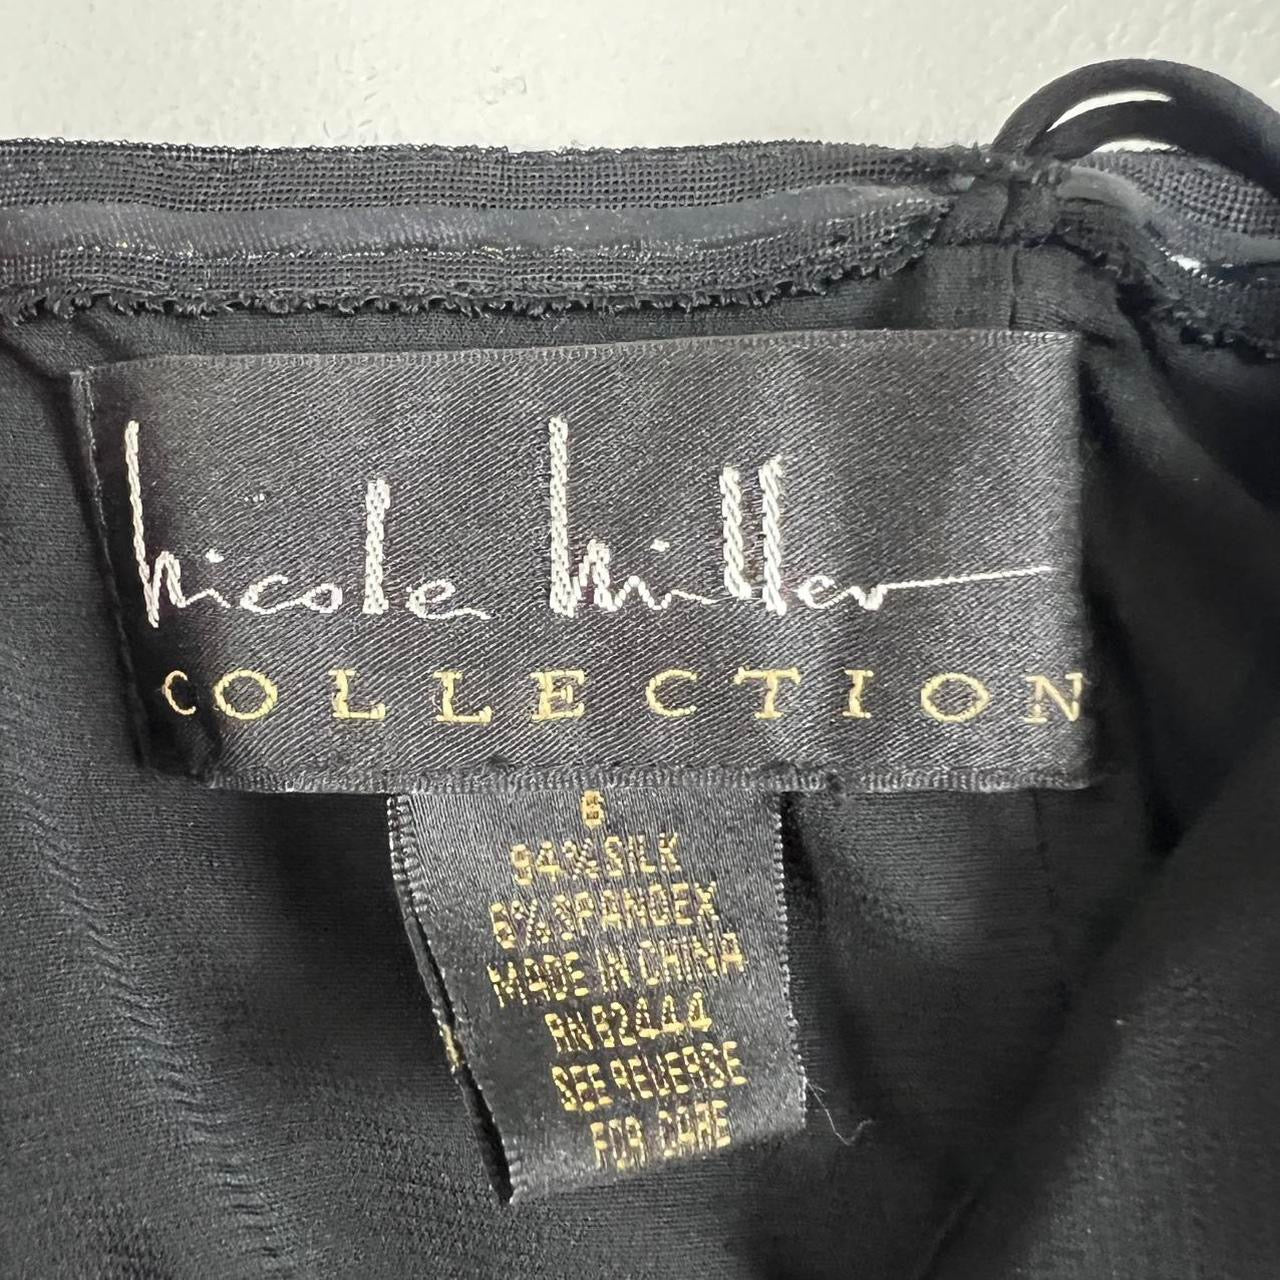 nicole miller
COLLECTION
6
94% SILK
6% SPANDEX
MADE IN CHINA
RN 82444
SEE REVERSE
FOR CARE